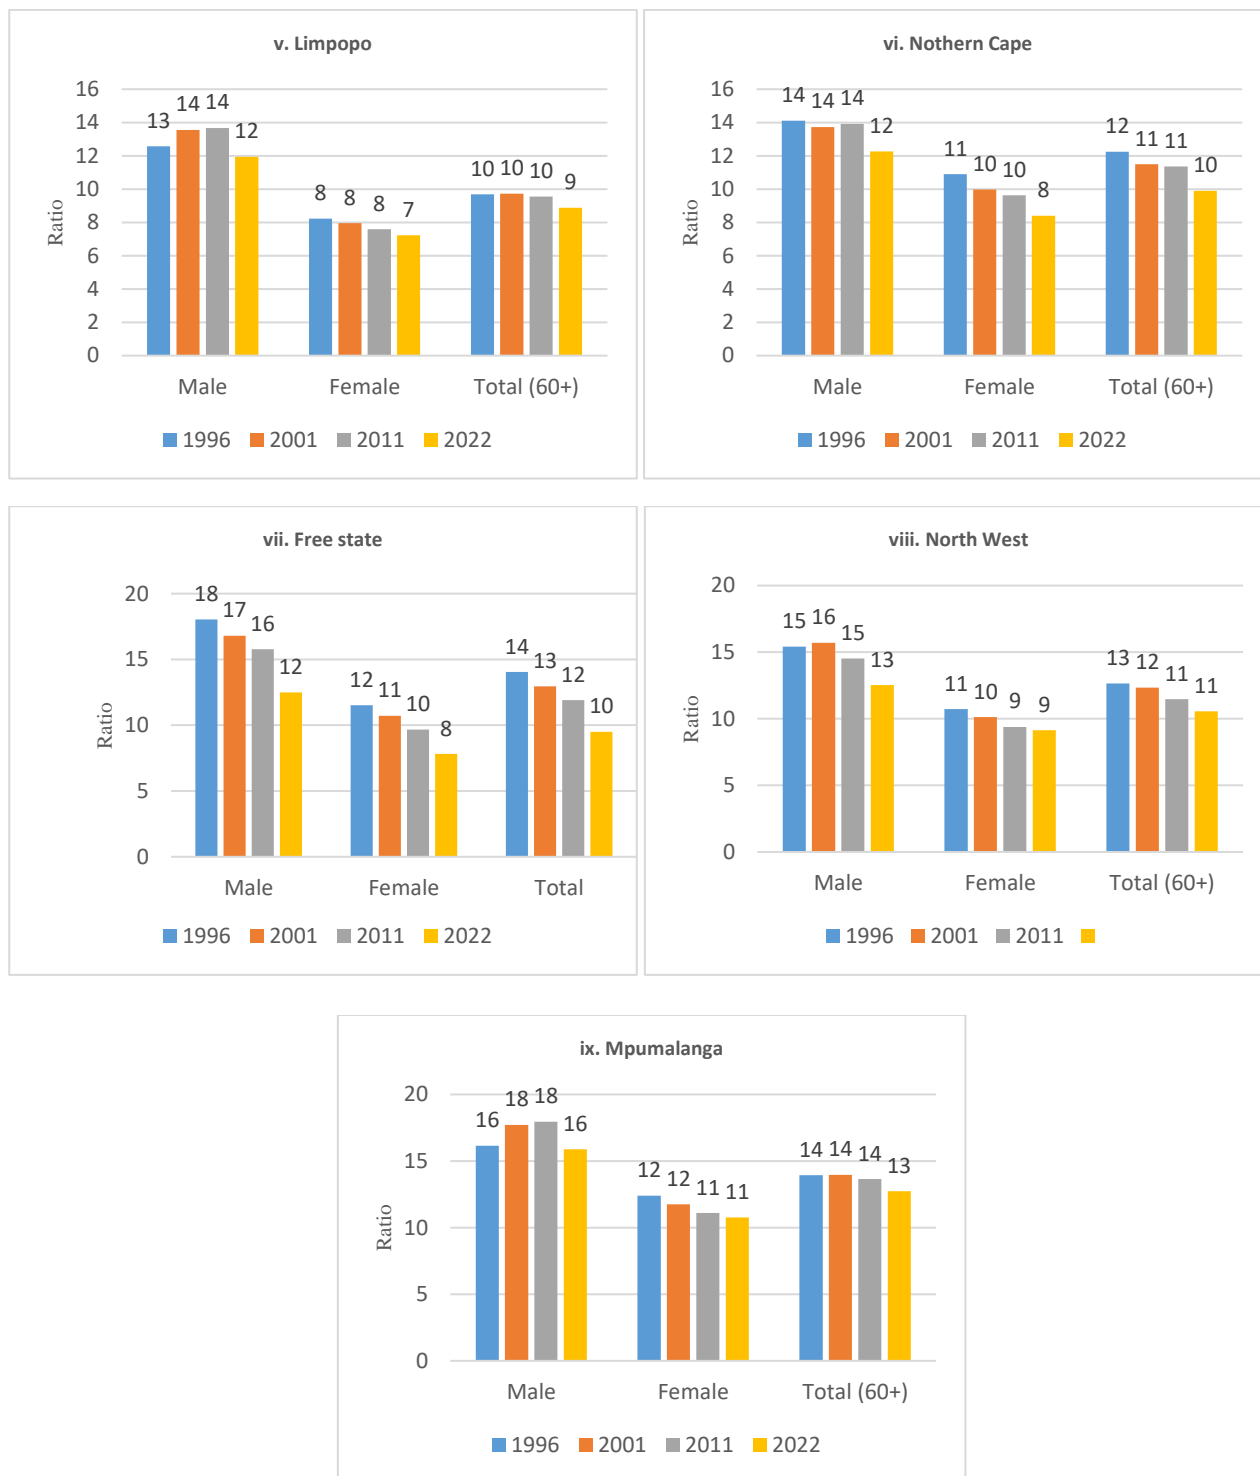 v. Limpopo
16
14
12
10
8
6
4
2
0
Ratio
13 14 14 12
8 8 8 7
10 10 10 9
Male Female Total (60+)
1996 2001 2011 2022
vi. Nothern Cape
16
14
12
10
8
6
4
2
0
Ratio
14 14 14 12
11 10 10 8
12 11 11 10
Male Female Total (60+)
1996 2001 2011 2022
vii. Free state
20
15
10
5
0
Ratio
18 17 16 12
12 11 10 8
14 13 12 10
Male Female Total
1996 2001 2011 2022
viii. North West
20
15
10
5
0
Ratio
15 16 15 13
11 10 9 9
13 12 11 11
Male Female Total (60+)
1996 2001 2011
ix. Mpumalanga
20
15
10
5
0
Ratio
16 18 18 16
12 12 11 11
14 14 14 13
Male Female Total (60+)
1996 2001 2011 2022